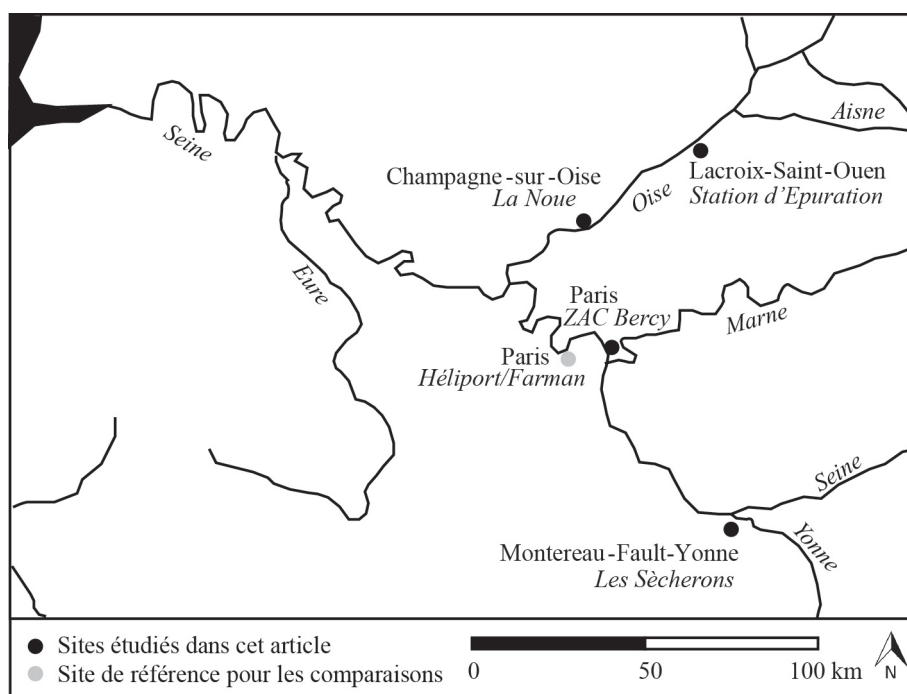 Aisne
Seine
Champagne-sur-Oise
La Noue
Lacroix-Saint-Ouen
Station d'Epuration
Oise
Eure
Paris
ZAC Bercy
Marne
Paris
Héliport/Farman
Seine
Montereau-Fault-Yonne
Les Sècherons
Yonne
Sites étudiés dans cet article
Site de référence pour les comparaisons
0 50 100 km
N